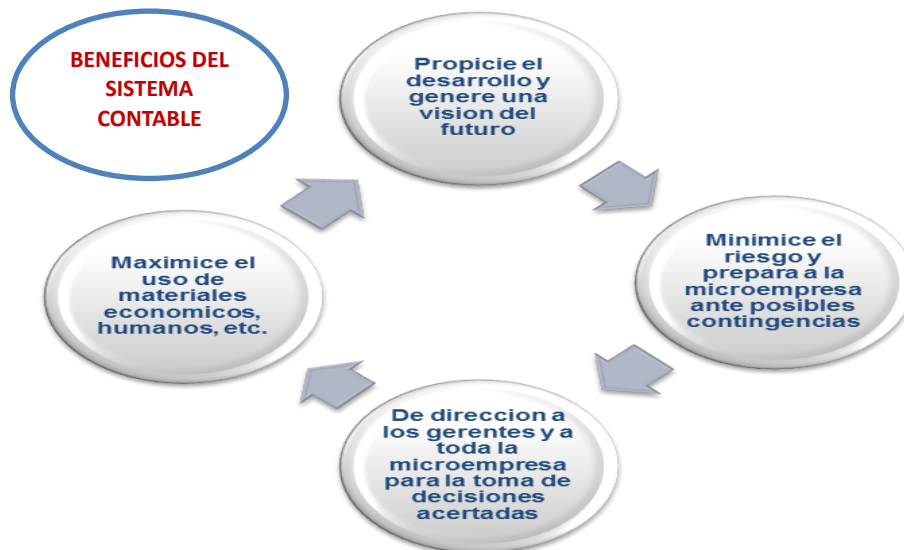 BENEFICIOS DEL
SISTEMA
CONTABLE
Propicie el
desarrollo y
genere una
vision del
futuro
Minimice el
riesgo y
prepara a la
microempresa
ante posibles
contingencias
De direccion a
los gerentes y a
toda la
microempresa
para la toma de
decisiones
acertadas
Maximice el
uso de
materiales
economicos,
humanos, etc.